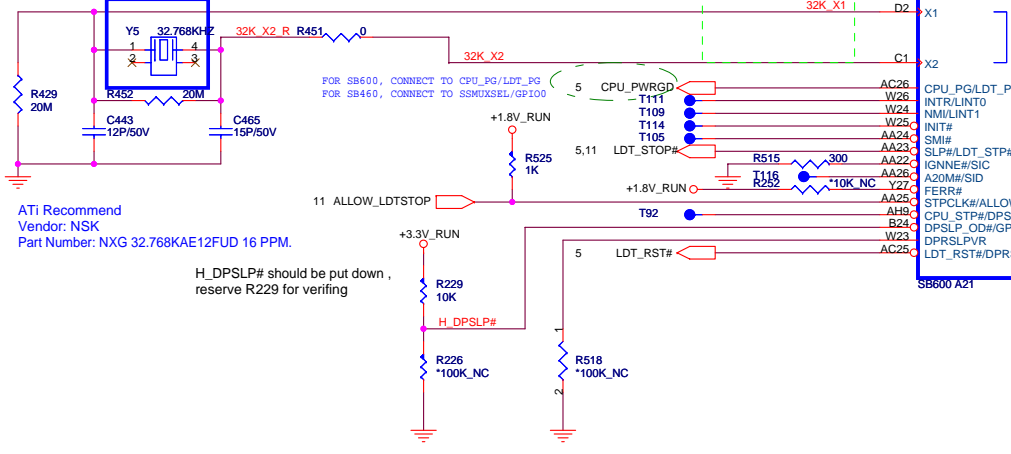 32K_X1
D2
X1
Y5 32.768KHZ
32K_X2_R R451 0
1 4
2 3
32K_X2
C1
X2
FOR SB600, CONNECT TO CPU_PG/LDT_PG
FOR SB460, CONNECT TO SSMUXSEL/GPIO0
5 CPU_PWRGD
AC26
CPU_PG/LDT_P
R429
20M
R452 20M
T111
W26
INTR/LINT0
T109
W24
NMI/LINT1
C443
12P/50V
C465
15P/50V
+1.8V_RUN
T114
W25
INIT#
T105
AA24
SMI#
5,11 LDT_STOP#
AA23
SLP#/LDT_STP#
R525
1K
R515 300
AA22
IGNNE#/SIC
T116
AA26
A20M#/SID
+1.8V_RUN R252 *10K_NC
Y27
FERR#
11 ALLOW_LDTSTOP
AA25
STPCLK#/ALLOW
ATi Recommend
Vendor: NSK
Part Number: NXG 32.768KAE12FUD 16 PPM.
T92
AH9
CPU_STP#/DPS
B24
DPSLP_OD#/GP
+3.3V_RUN
W23
DPRSLPVR
5 LDT_RST#
AC25
LDT_RST#/DPR
H_DPSLP# should be put down ,
reserve R229 for verifing
R229
10K
SB600 A21
H_DPSLP#
1
R226
*100K_NC
R518
*100K_NC
2